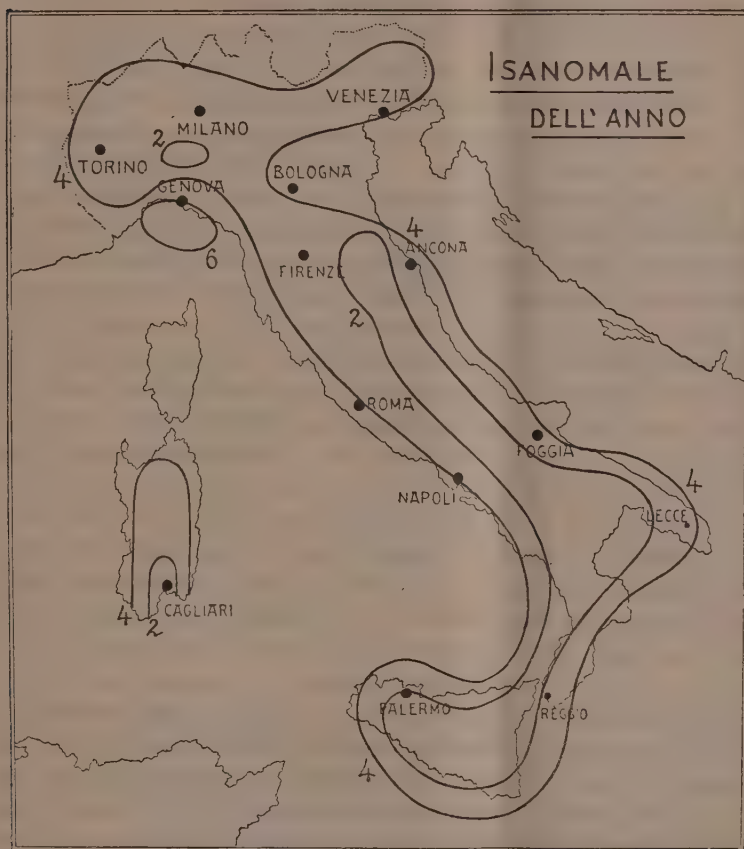 ISANOMALE
DELL' ANNO
VENEZIA
MILANO
2
TORINO
4
GENOVA
BOLOGNA
6
4
ANCONA
FIRENZE
2
ROMA
FOGGIA
NAPOLI
4
LECCE
4
2
CAGLIARI
PALERMO
REGGIO
4